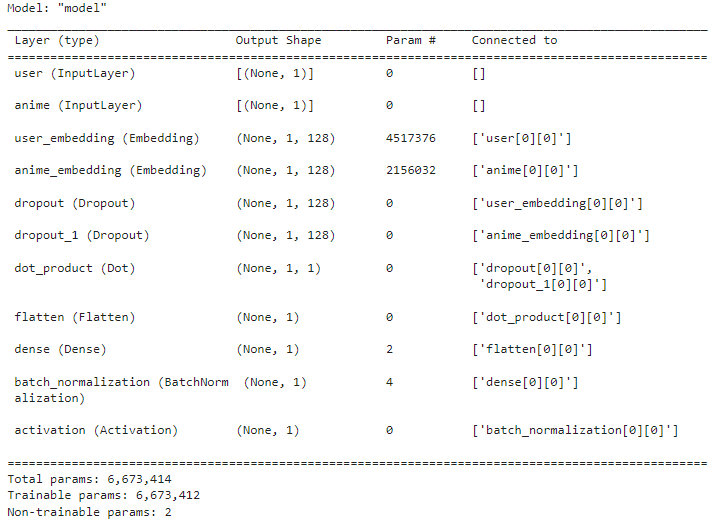 Model: "model"
Layer (type) Output Shape Param # Connected to
user (InputLayer) [(None, 1)] 0 []
anime (InputLayer) [(None, 1)] 0 []
user_embedding (Embedding) (None, 1, 128) 4517376 ['user[0][0]']
anime_embedding (Embedding) (None, 1, 128) 2156032 ['anime[0][0]']
dropout (Dropout) (None, 1, 128) 0 ['user_embedding[0][0]']
dropout_1 (Dropout) (None, 1, 128) 0 ['anime_embedding[0][0]']
dot_product (Dot) (None, 1, 1) 0 ['dropout[0][0]',
'dropout_1[0][0]']
flatten (Flatten) (None, 1) 0 ['dot_product[0][0]']
dense (Dense) (None, 1) 2 ['flatten[0][0]']
batch_normalization (BatchNorm (None, 1) 4 ['dense[0][0]']
alization)
activation (Activation) (None, 1) 0 ['batch_normalization[0][0]']
Total params: 6,673,414
Trainable params: 6,673,412
Non-trainable params: 2